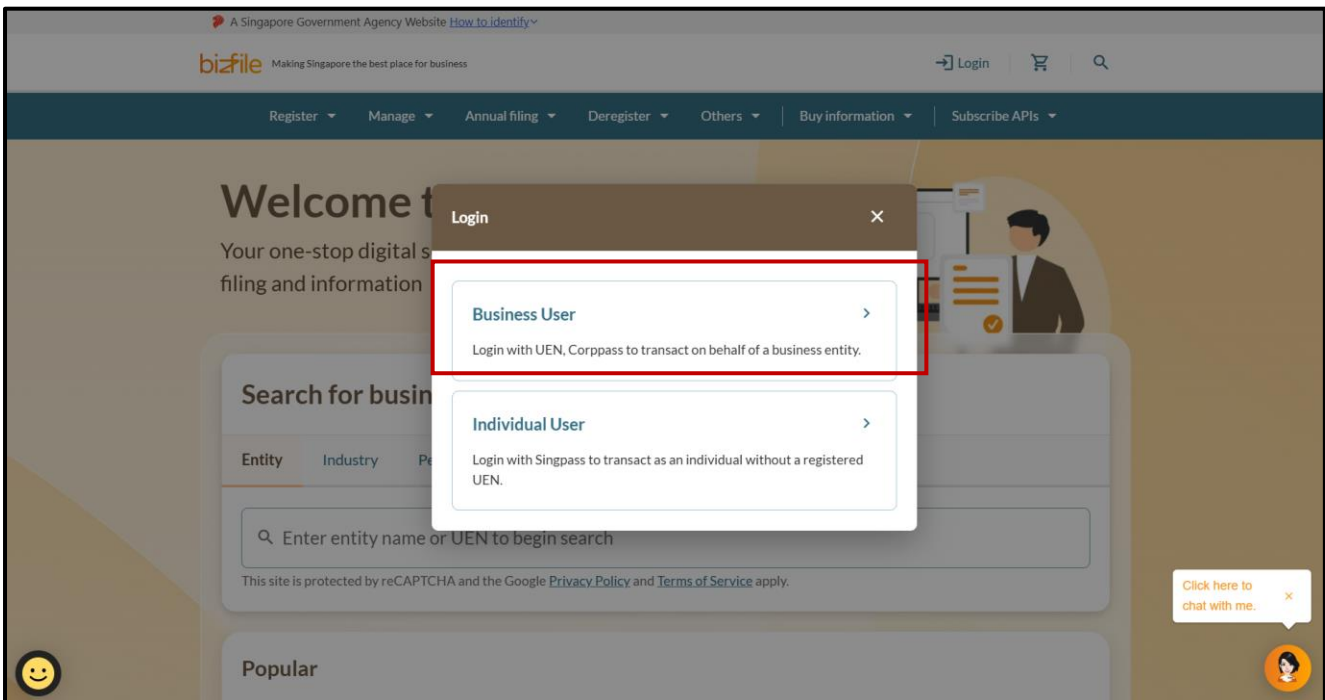 A Singapore Government Agency Website How to identify
bizfile Making Singapore the best place for business
Login
Register Manage Annual filing Deregister Others Buy information Subscribe APIs
Welcome t
Your one-stop digital s
filing and information
Login
Business User
Login with UEN, Corppass to transact on behalf of a business entity.
Individual User
Login with Singpass to transact as an individual without a registered
UEN.
Search for busin
Entity Industry Pe
Enter entity name or UEN to begin search
This site is protected by reCAPTCHA and the Google Privacy Policy and Terms of Service apply.
Click here to
chat with me.
Popular